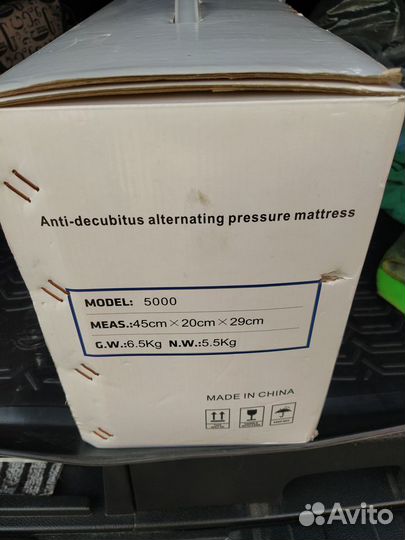 Anti-decubitus alternating pressure mattress
MODEL: 5000
MEAS.:45cm×20cm×29cm
G.W.:6.5Kg N.W.:5.5Kg
MADE IN CHINA
Avito